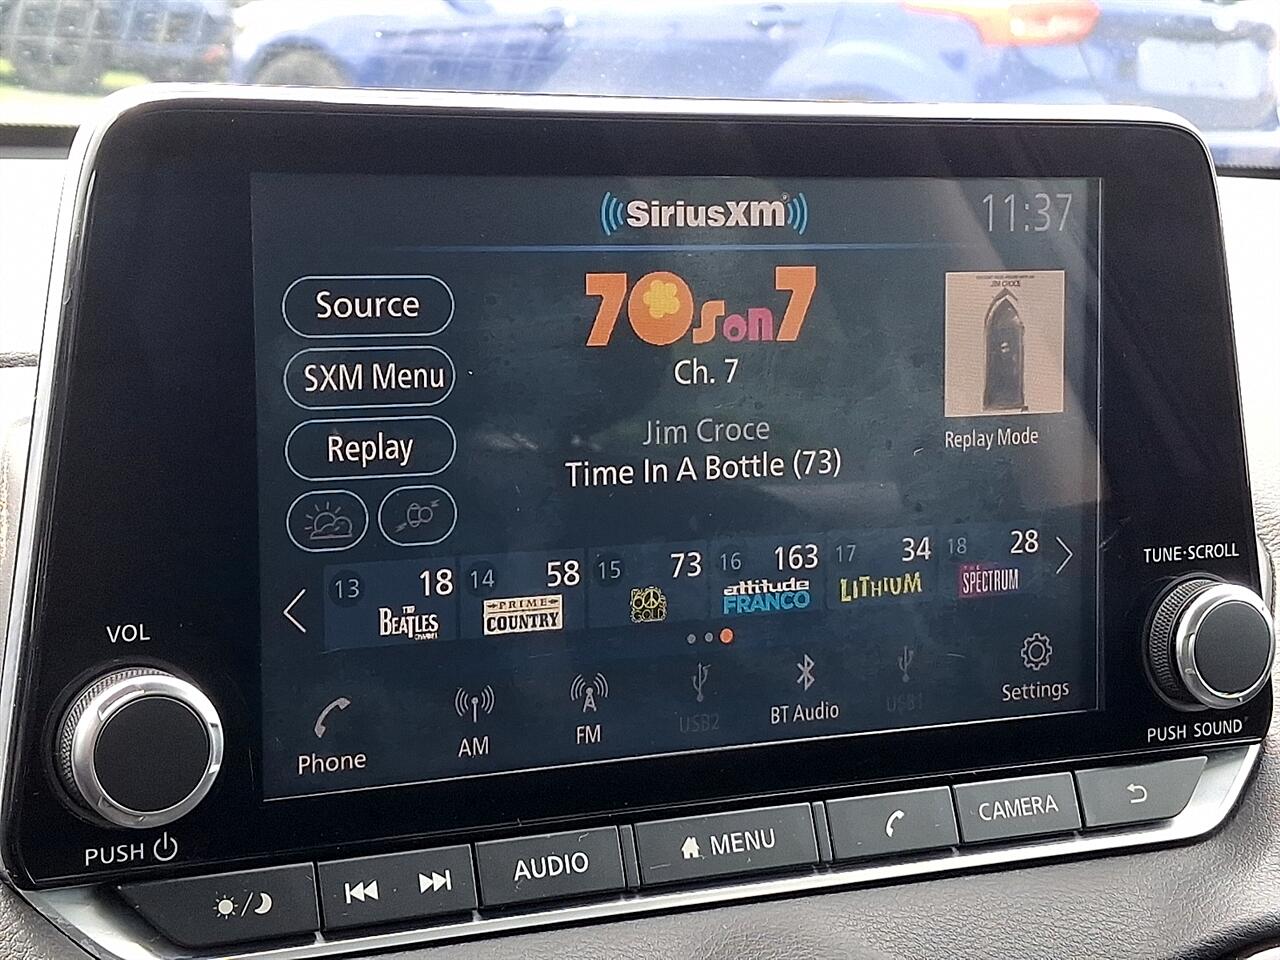 SiriusXM
11:37
Source
SXM Menu
Replay
70s on 7
Ch. 7
Jim Croce
Time In A Bottle (73)
JIM CROCE
Replay Mode
13 18 THE BEATLES CHANNEL
14 58 PRIME COUNTRY
15 73 60s GOLD
16 163 attitude FRANCO
17 34 LITHIUM
18 28 THE SPECTRUM
Phone
AM
FM
USB2
BT Audio
USB1
Settings
VOL
PUSH
TUNE·SCROLL
PUSH SOUND
AUDIO
MENU
CAMERA